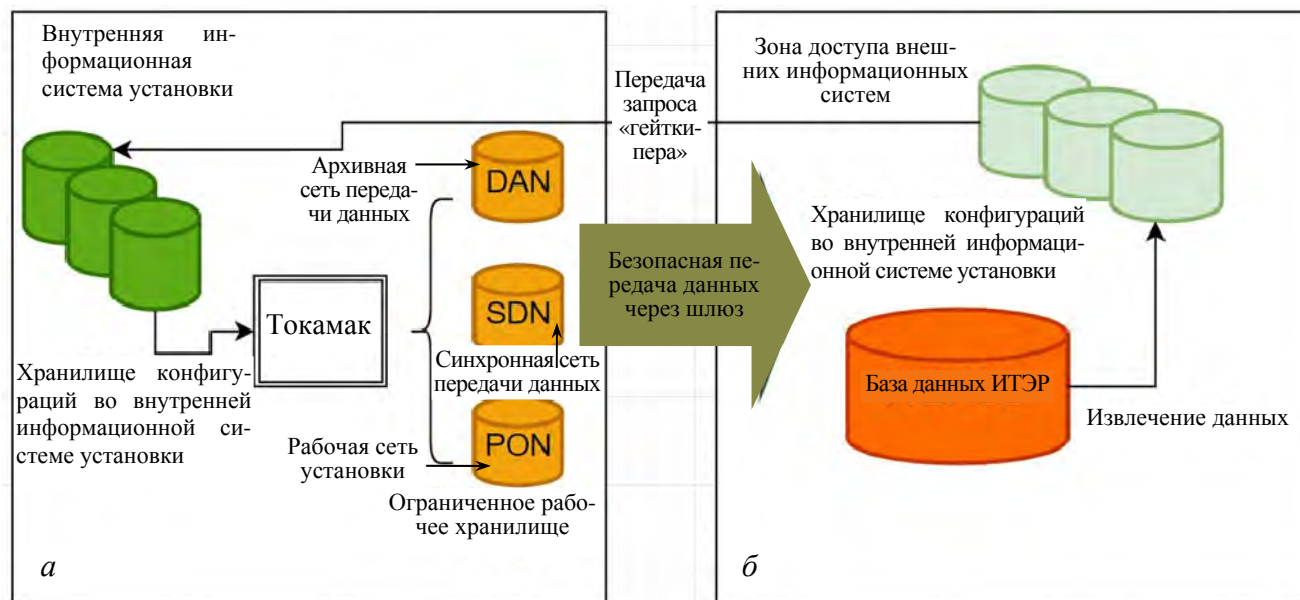 Внутренняя ин-
формационная
система установки
Архивная
сеть переда-
чи данных
DAN
Токамак
SDN
Синхронная сеть
передачи данных
Хранилище конфигу-
раций во внутренней
информационной си-
стеме установки
Рабочая сеть
установки
PON
Ограниченное рабо-
чее хранилище
а
Передача
запроса
«гейтки-
пера»
Безопасная пе-
редача данных
через шлюз
Зона доступа внеш-
них информационных
систем
Хранилище конфигураций
во внутренней информаци-
онной системе установки
База данных ИТЭР
Извлечение данных
б